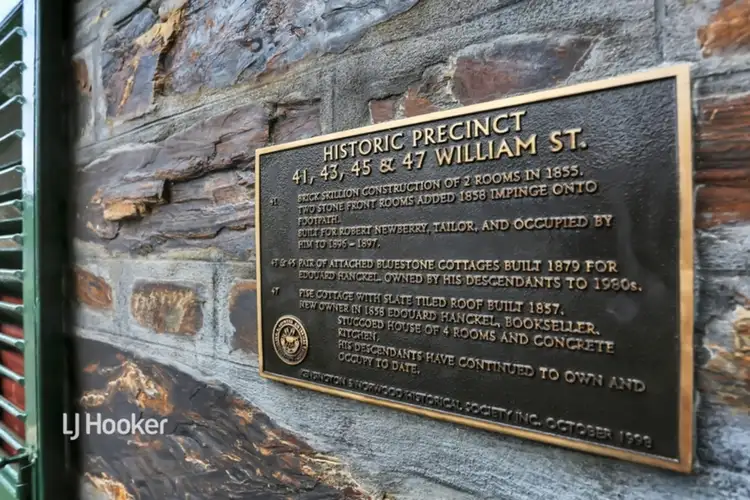 HISTORIC PRECINCT
41, 43, 45 & 47 WILLIAM ST.
41 BRICK SKILLION CONSTRUCTION OF 2 ROOMS IN 1855.
TWO STONE FRONT ROOMS ADDED 1858 IMPINGE ONTO
FOOTPATH.
BUILT FOR ROBERT NEWBERRY, TAILOR, AND OCCUPIED BY
HIM TO 1896 - 1897.
43 & 45 PAIR OF ATTACHED BLUESTONE COTTAGES BUILT 1879 FOR
EDOUARD HANCKEL. OWNED BY HIS DESCENDANTS TO 1980s.
47 PISE COTTAGE WITH SLATE TILED ROOF BUILT 1857.
NEW OWNER IN 1858 EDOUARD HANCKEL, BOOKSELLER.
STUCCOED HOUSE OF 4 ROOMS AND CONCRETE
KITCHEN.
HIS DESCENDANTS HAVE CONTINUED TO OWN AND
OCCUPY TO DATE.
KENSINGTON & NORWOOD HISTORICAL SOCIETY INC. OCTOBER 1998
LJ Hooker